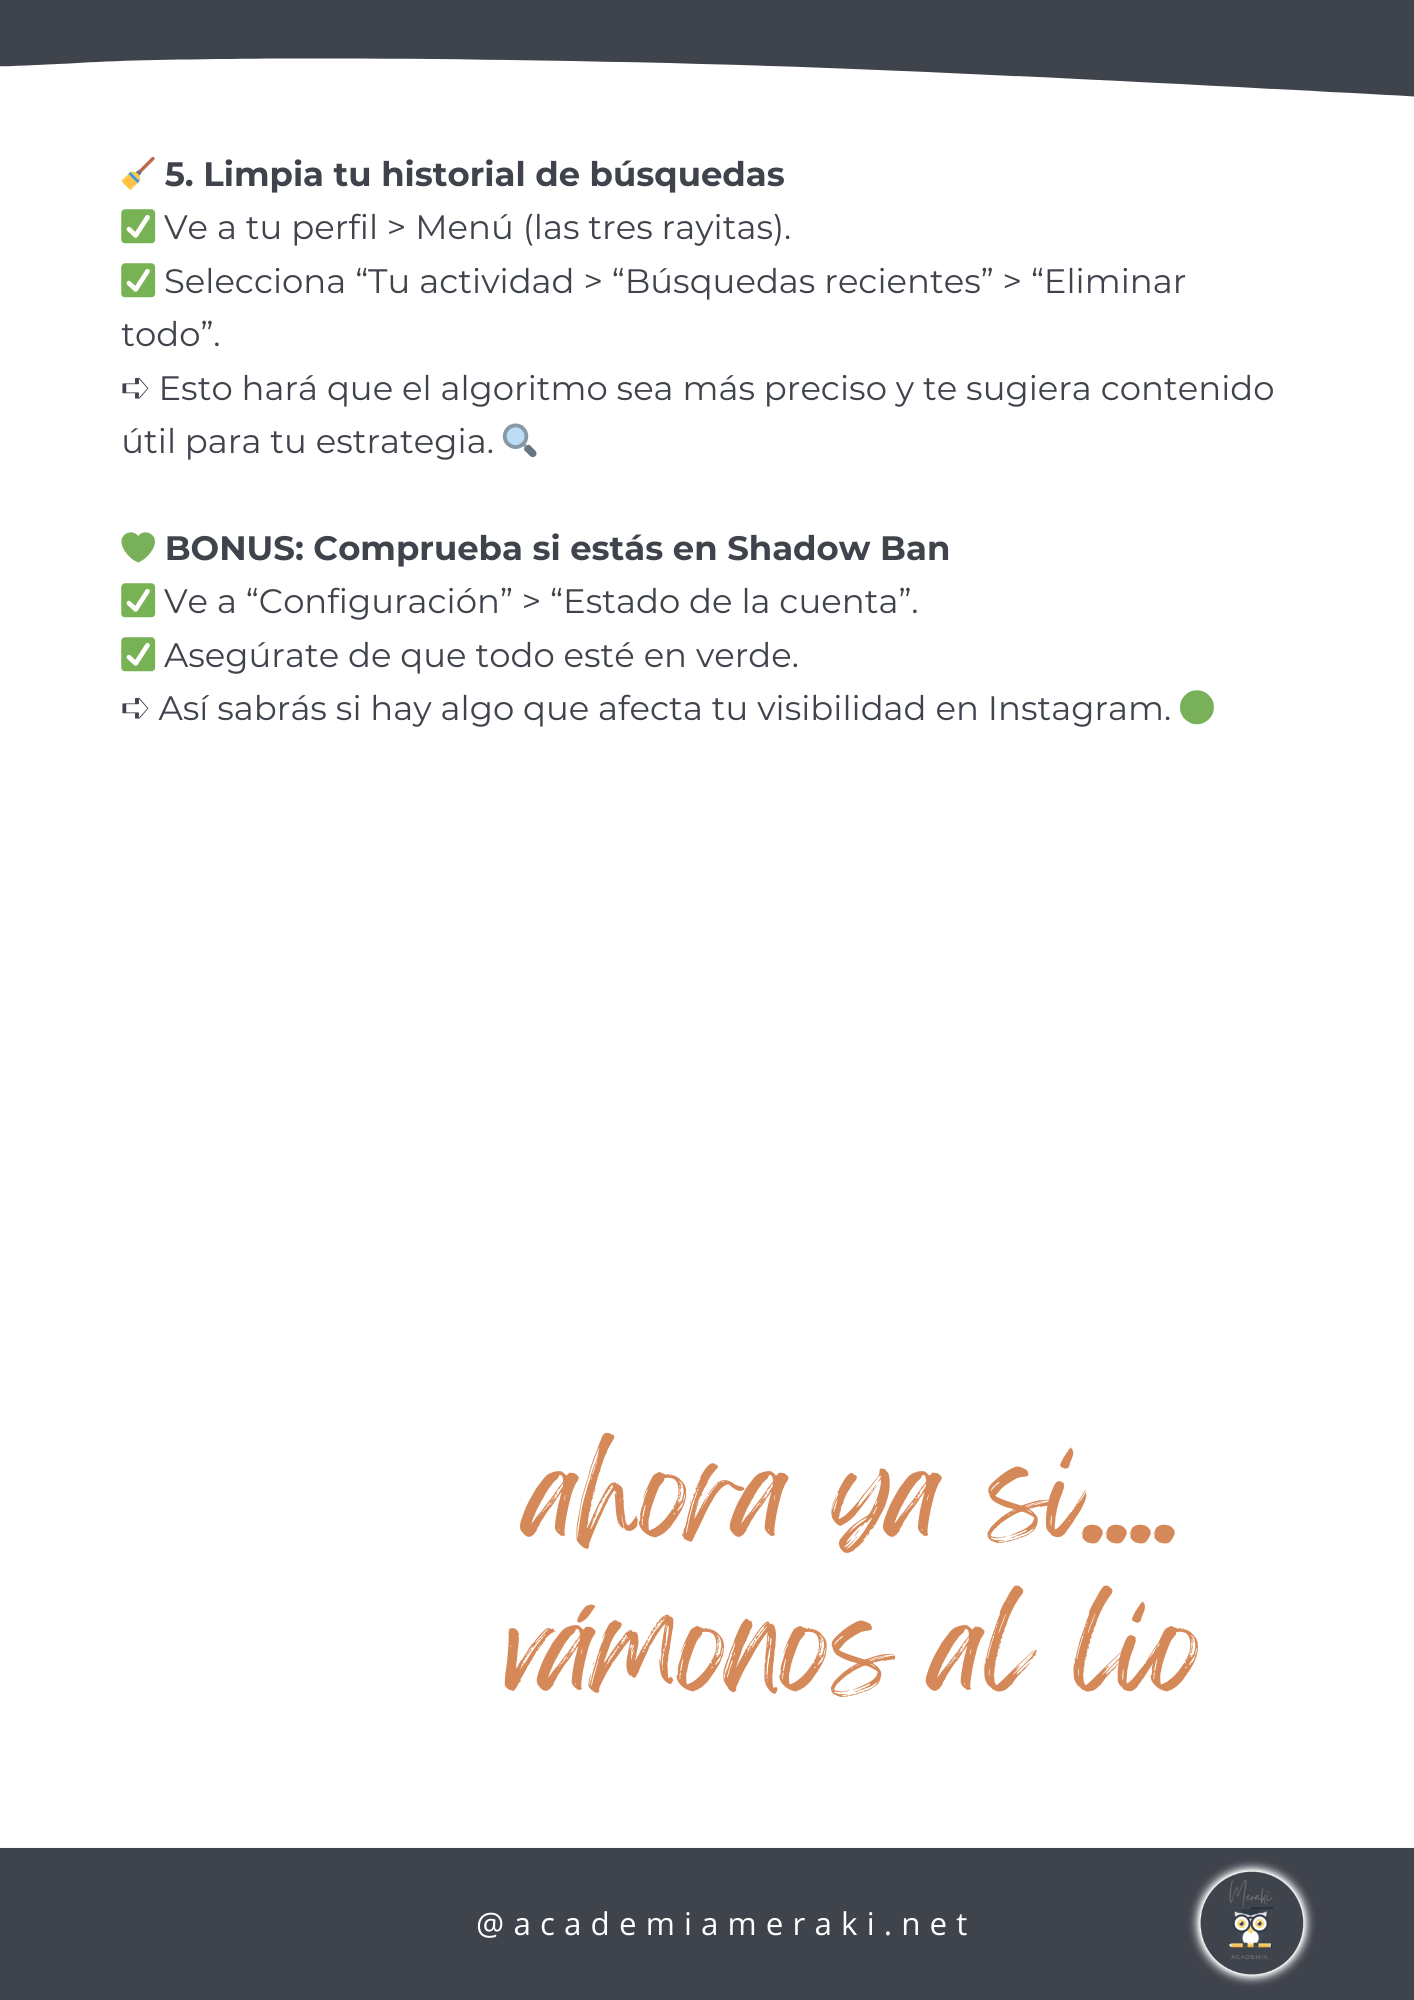 🧹 5. Limpia tu historial de búsquedas
✅ Ve a tu perfil > Menú (las tres rayitas).
✅ Selecciona “Tu actividad > “Búsquedas recientes” > “Eliminar
todo”.
➪ Esto hará que el algoritmo sea más preciso y te sugiera contenido
útil para tu estrategia. 🔍
💚 BONUS: Comprueba si estás en Shadow Ban
✅ Ve a “Configuración” > “Estado de la cuenta”.
✅ Asegúrate de que todo esté en verde.
➪ Así sabrás si hay algo que afecta tu visibilidad en Instagram. 🟢
ahora ya si....
vámonos al lio
@academiameraki.net
Meraki
ACADEMIA